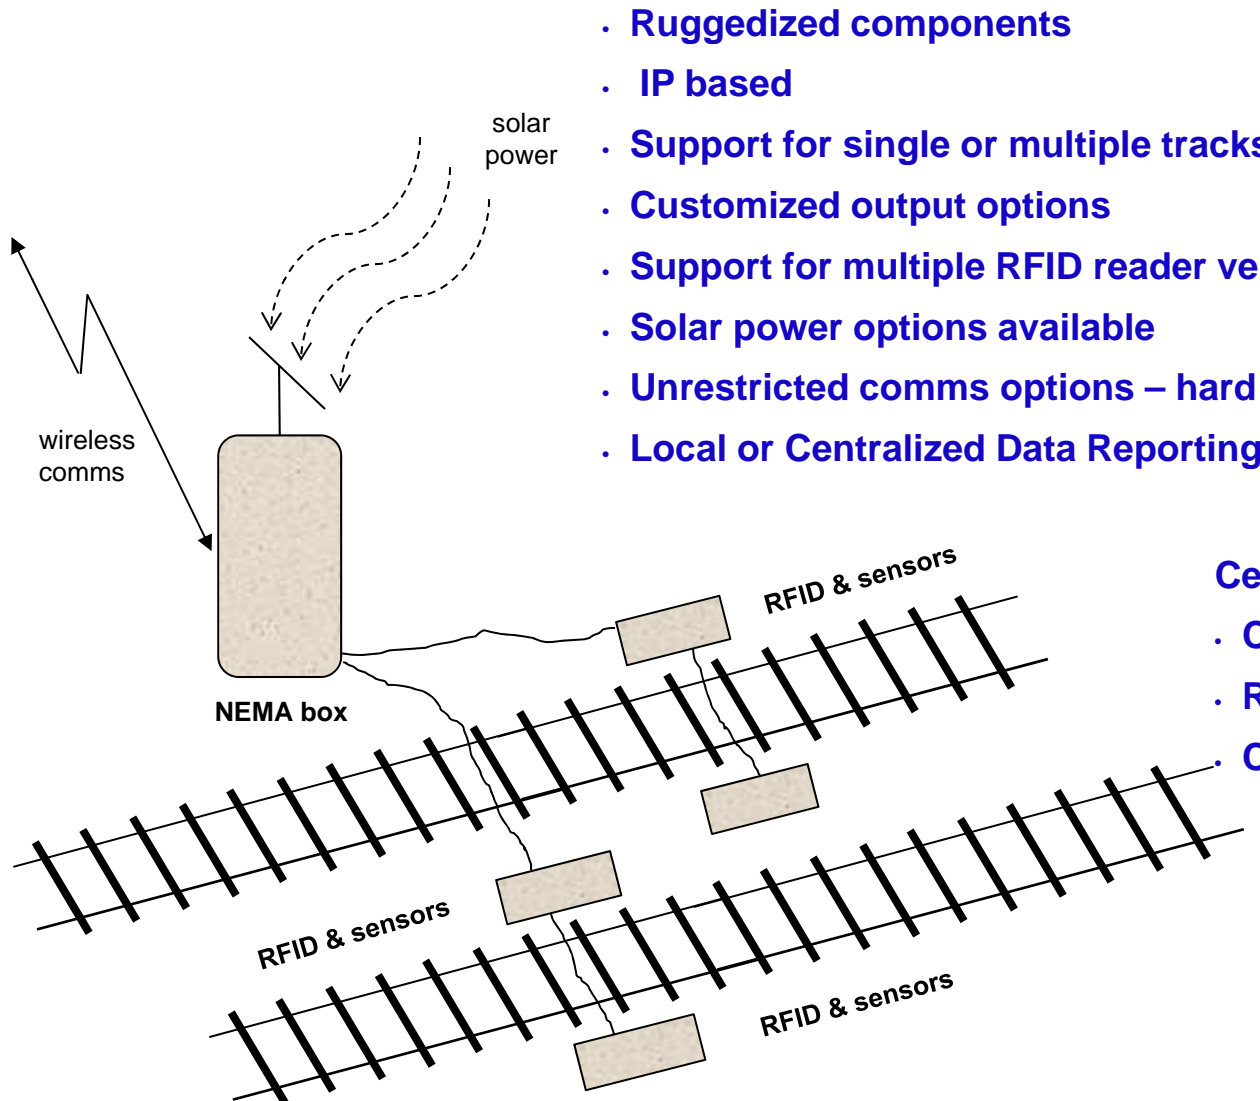 • Ruggedized components
• IP based
• Support for single or multiple tracks
• Customized output options
• Support for multiple RFID reader
• Solar power options available
• Unrestricted comms options – hard
• Local or Centralized Data Reporting
solar
power
wireless
comms
NEMA box
RFID & sensors
RFID & sensors
RFID & sensors